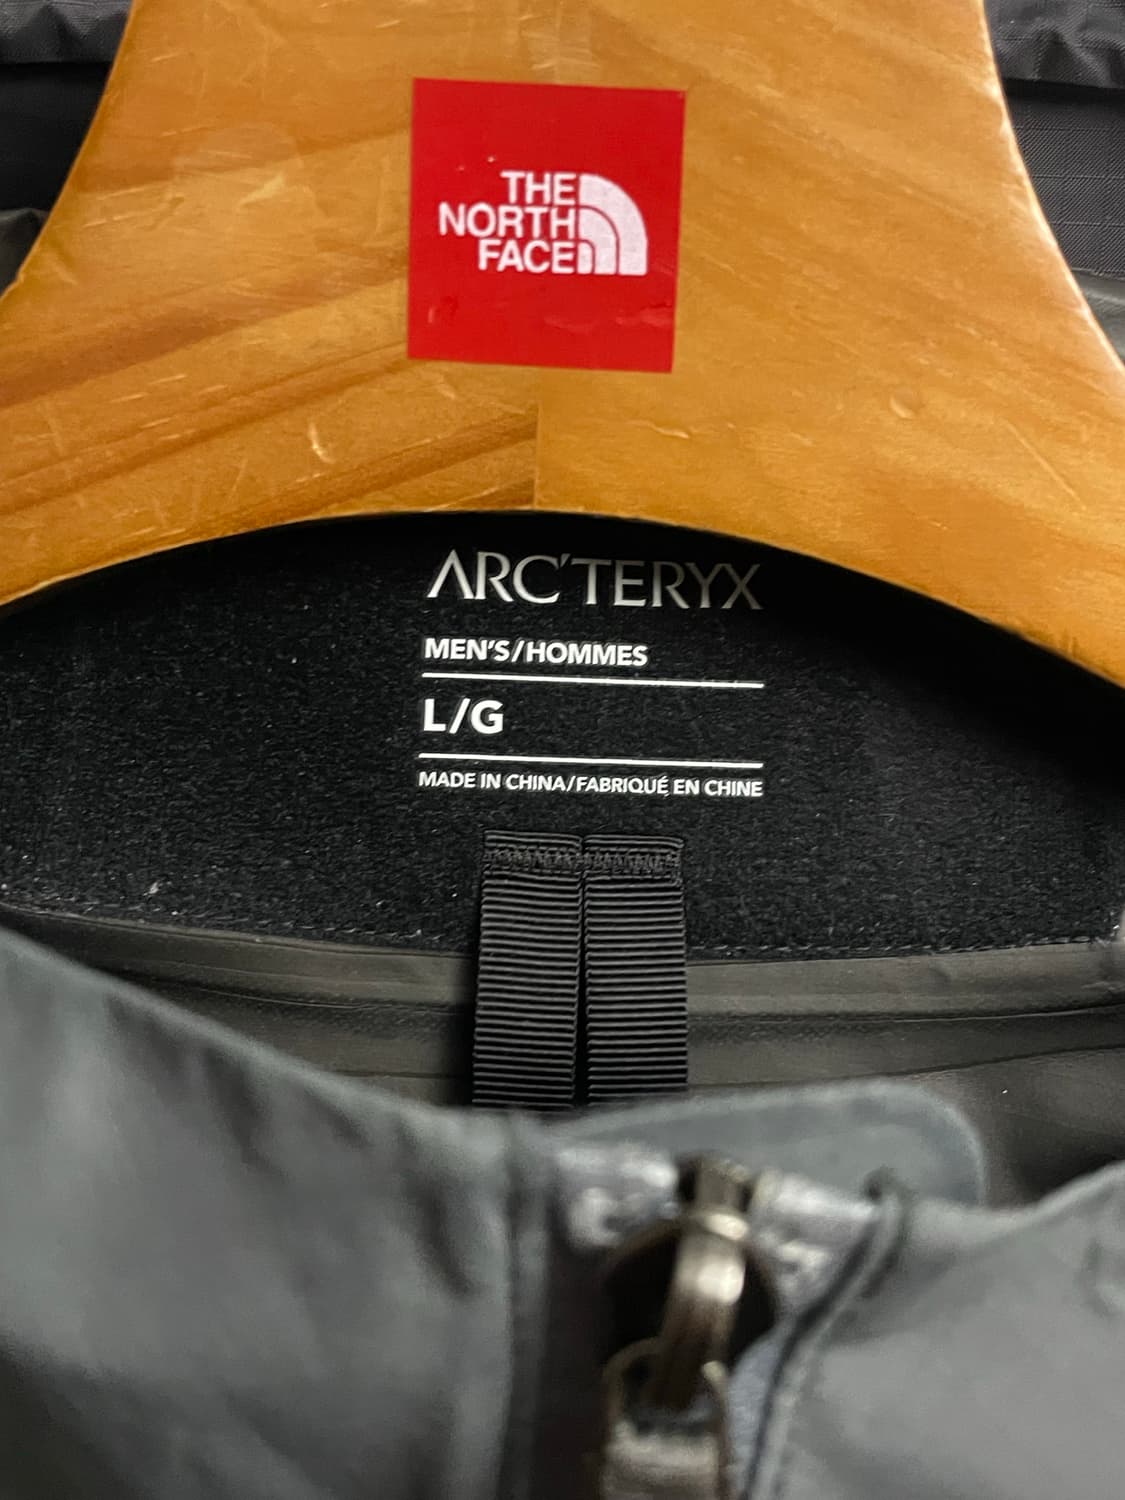 THE
NORTH
FACE
ARC'TERYX
MEN'S/HOMMES
L/G
MADE IN CHINA/FABRIQUÉ EN CHINE